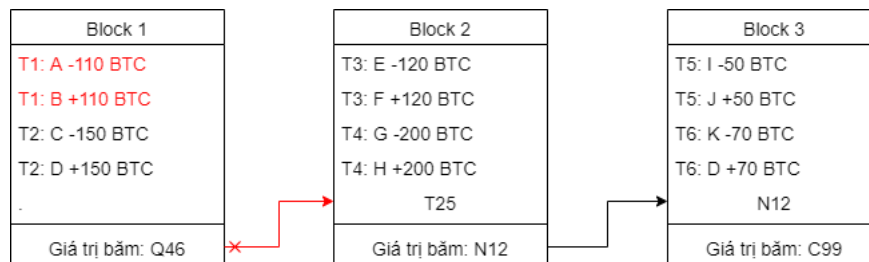 Block 1
T1: A -110 BTC
T1: B +110 BTC
T2: C -150 BTC
T2: D +150 BTC
.
Giá trị băm: Q46
Block 2
T3: E -120 BTC
T3: F +120 BTC
T4: G -200 BTC
T4: H +200 BTC
T25
Giá trị băm: N12
Block 3
T5: I -50 BTC
T5: J +50 BTC
T6: K -70 BTC
T6: D +70 BTC
N12
Giá trị băm: C99